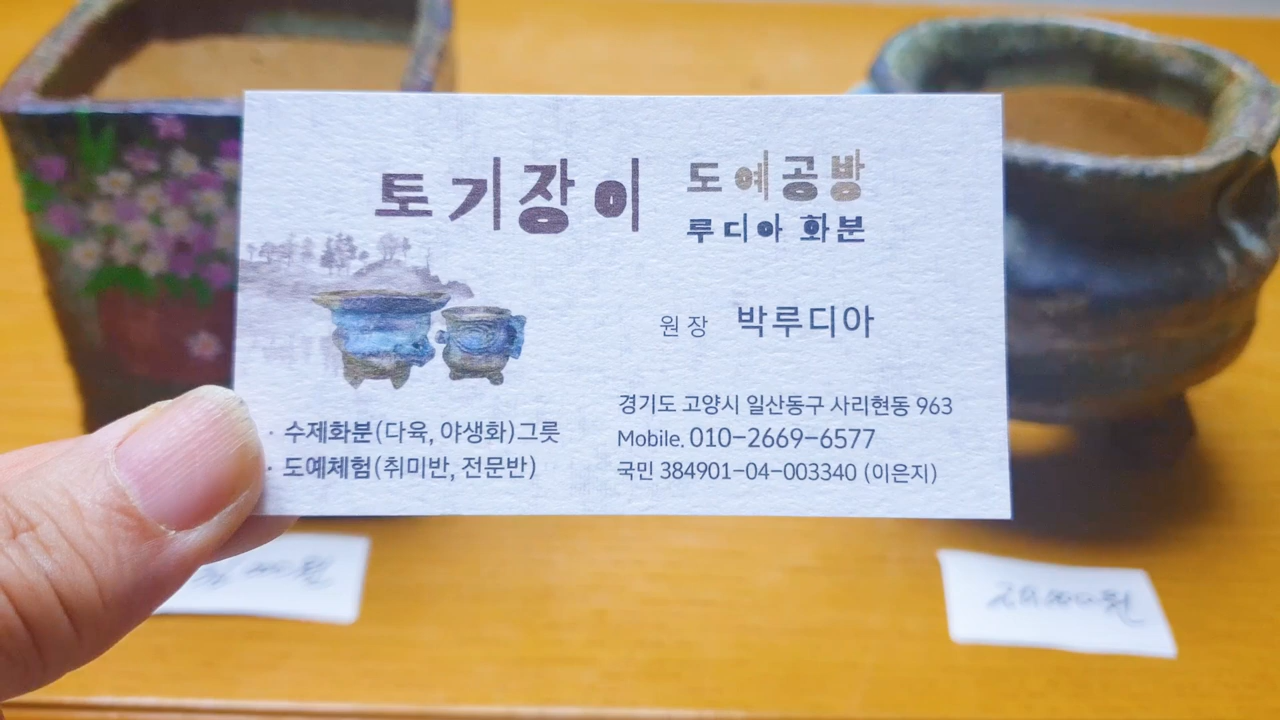 토기장이 도예공방
루디아 화분
원장 박루디아
· 수제화분(다육, 야생화)그릇
· 도예체험(취미반, 전문반)
경기도 고양시 일산동구 사리현동 963
Mobile. 010-2669-6577
국민 384901-04-003340 (이은지)